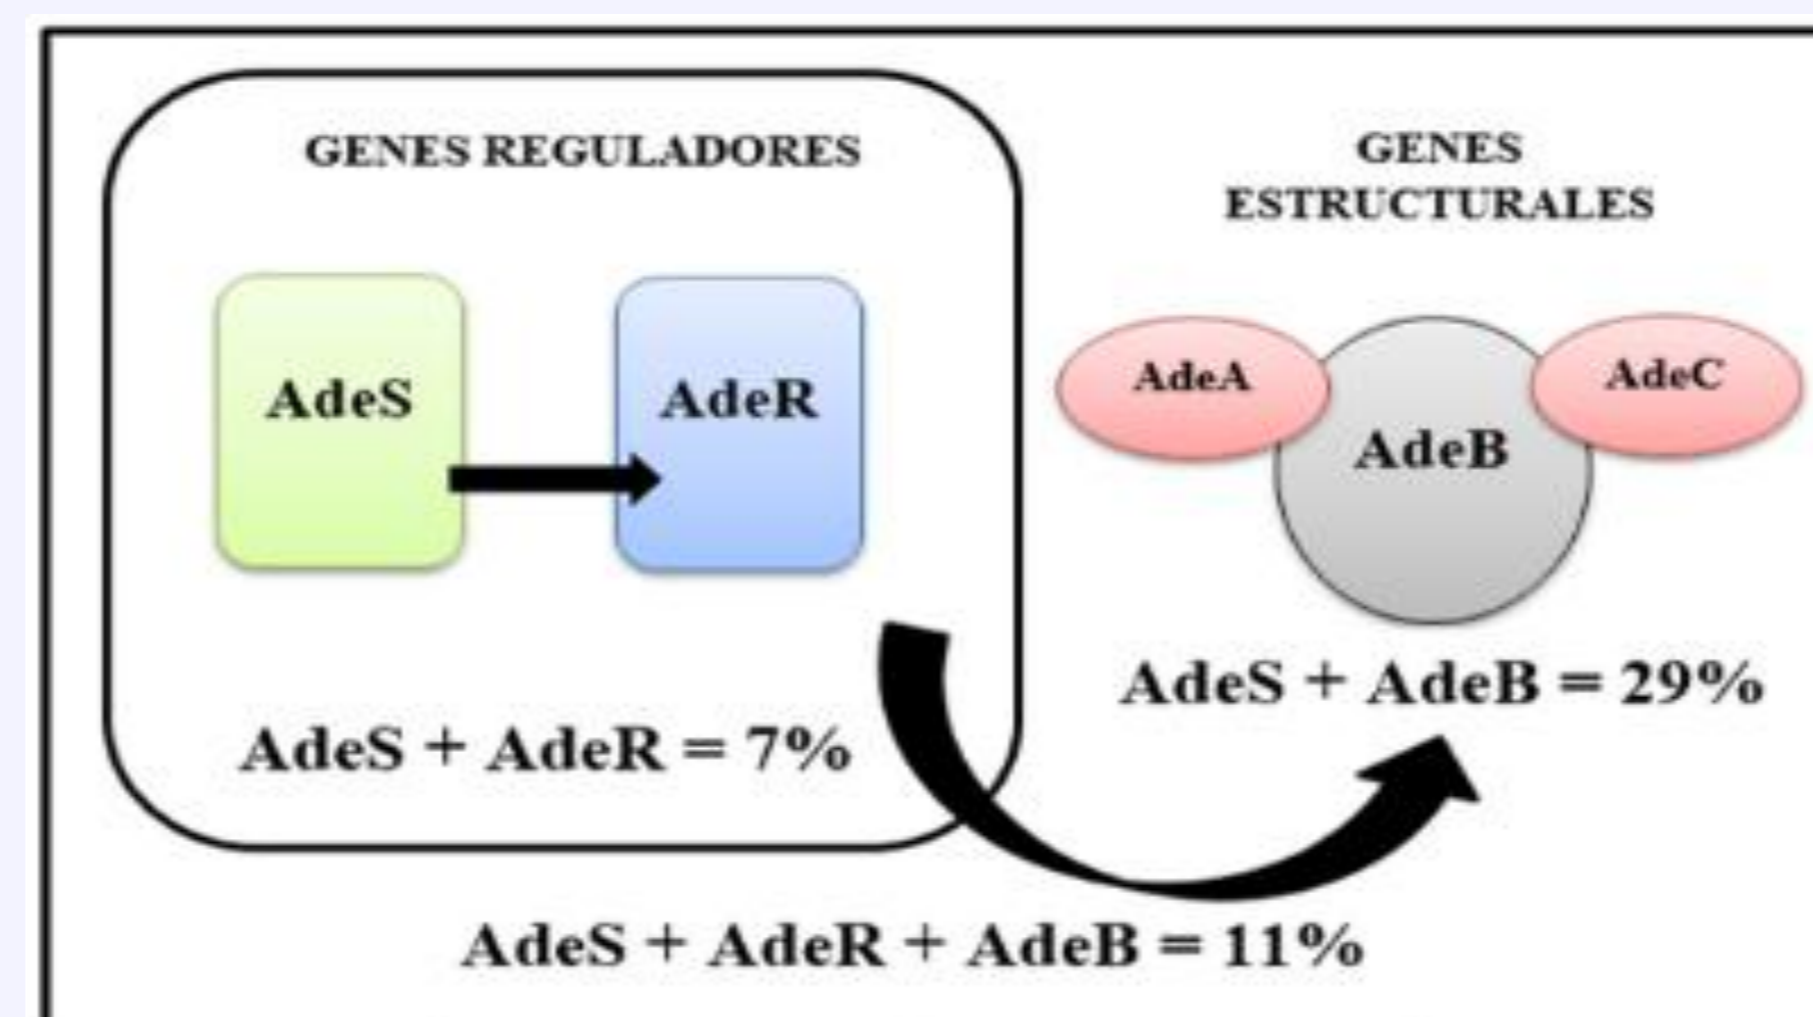 GENES REGULADORES
AdeS
AdeR
AdeS + AdeR = 7%
GENES
ESTRUCTURALES
AdeA
AdeB
AdeC
AdeS + AdeB = 29%
AdeS + AdeR + AdeB = 11%